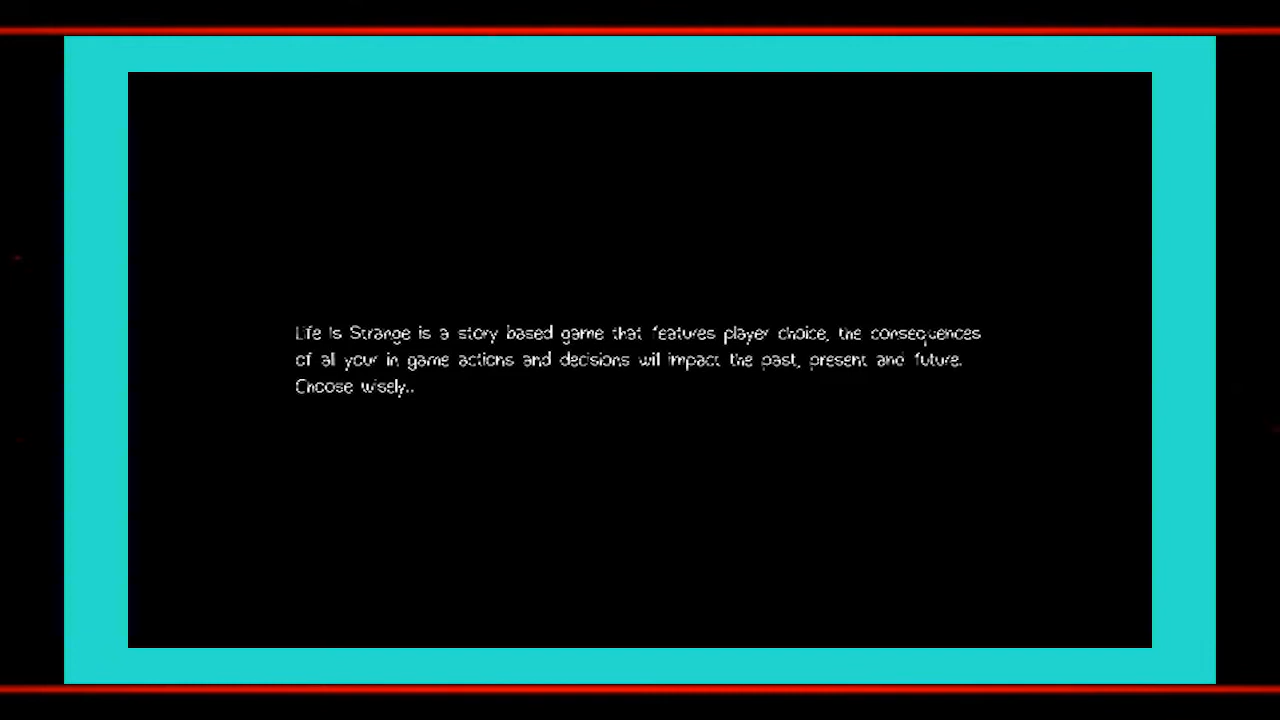 Life Is Strange is a story based game that features player choice, the consequences
of all your in game actions and decisions will impact the past, present and future.
Choose wisely..